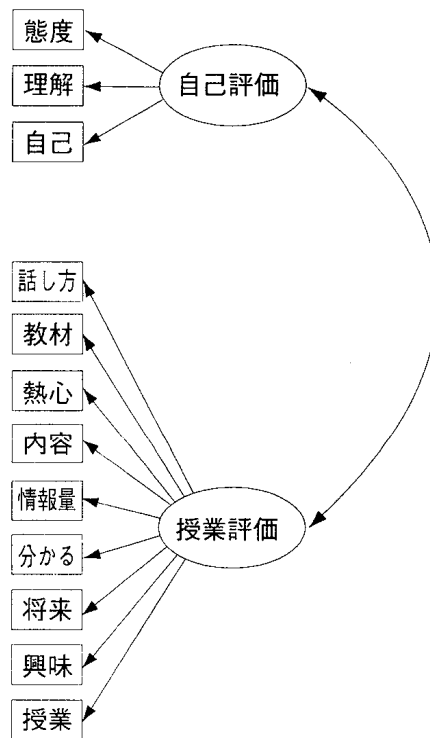 態度
理解
自己
自己評価
話し方
教材
熱心
内容
情報量
分かる
将来
興味
授業
授業評価